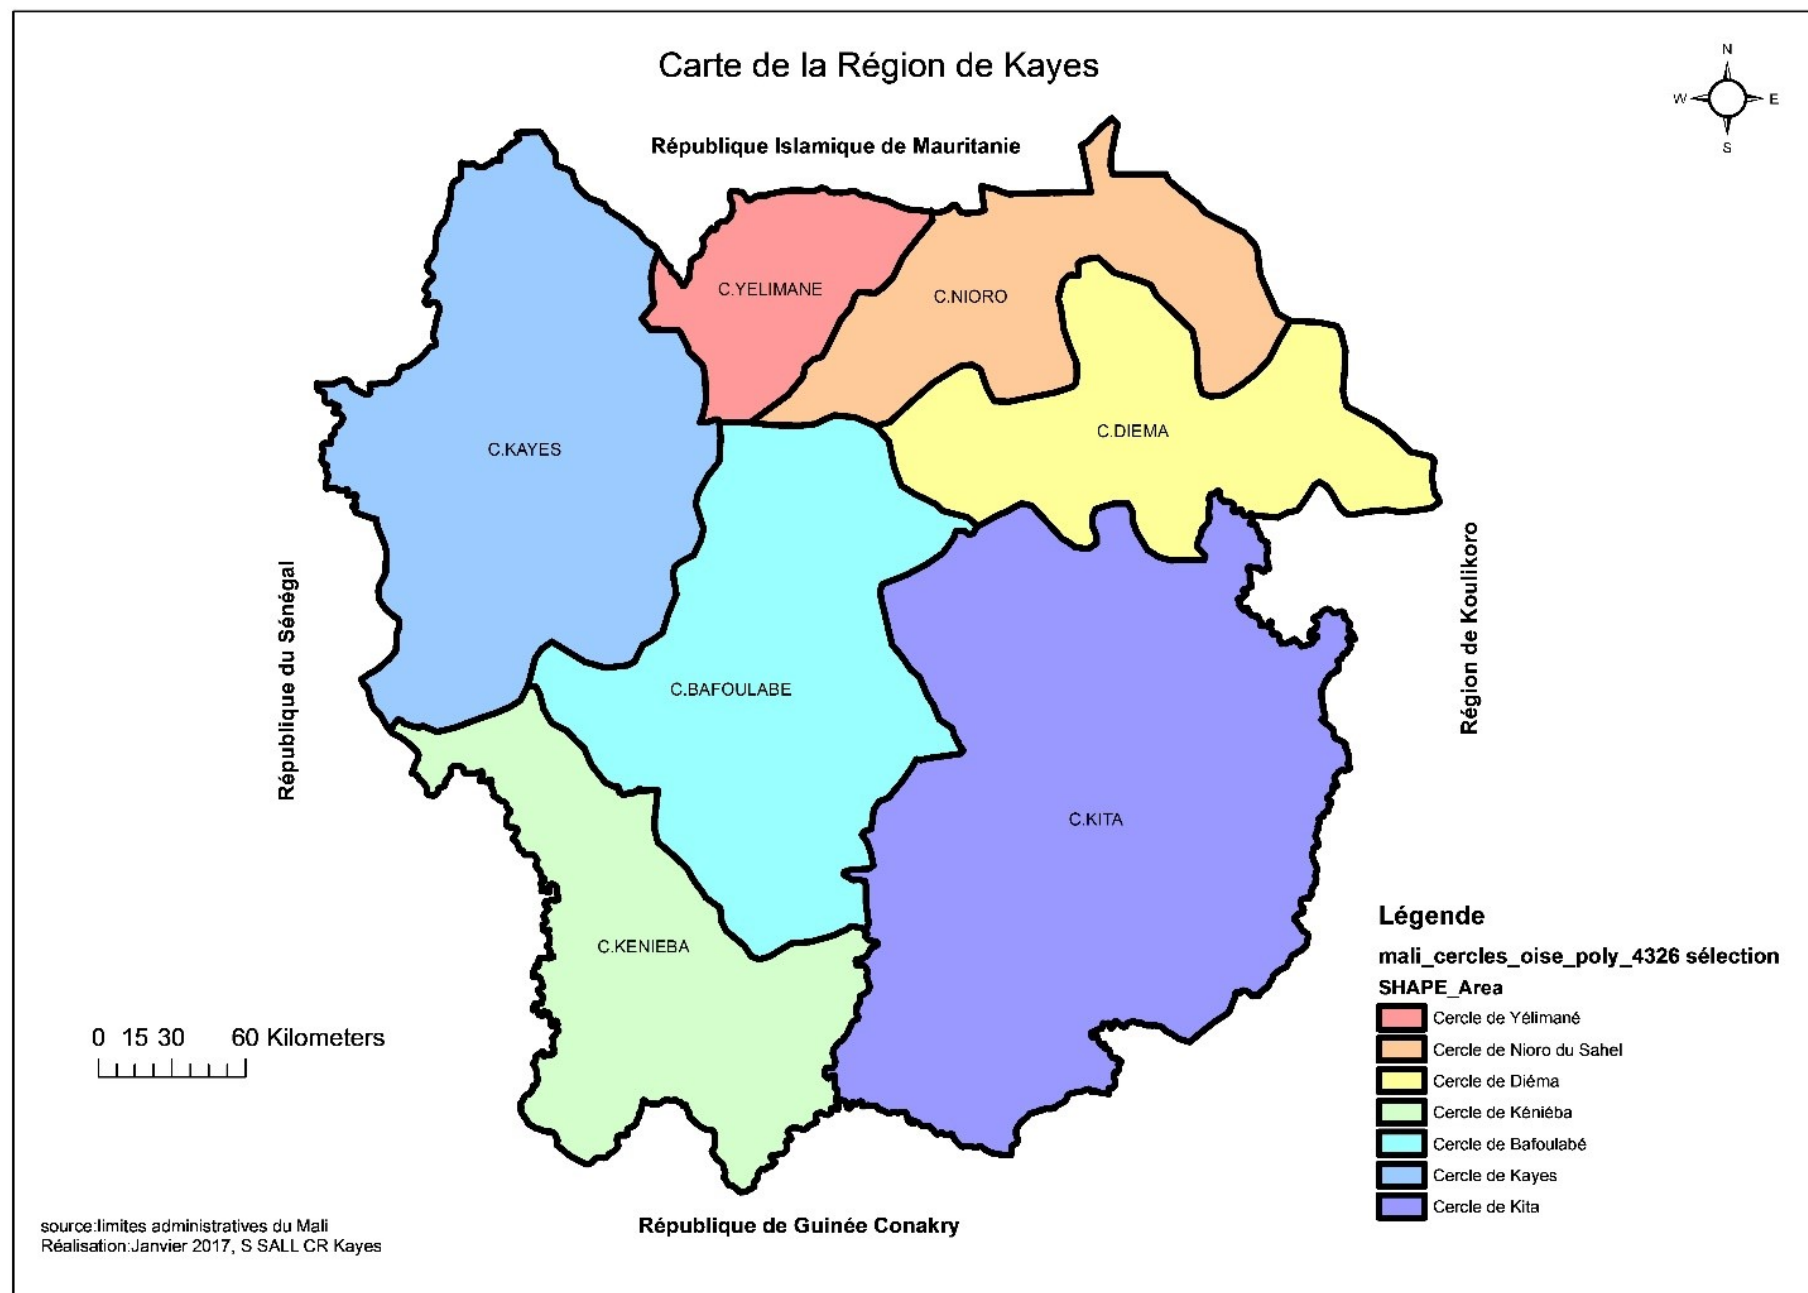 Carte de la Région de Kayes
N
W
E
S
République Islamique de Mauritanie
C.YELIMANE
C.NIORO
C.DIEMA
C.KAYES
République du Sénégal
Région de Koulikoro
C.BAFOULABE
C.KITA
C.KENIEBA
Légende
mali_cercles_oise_poly_4326 sélection
SHAPE_Area
Cercle de Yélimané
Cercle de Nioro du Sahel
Cercle de Diéma
Cercle de Kéniéba
Cercle de Bafoulabé
Cercle de Kayes
Cercle de Kita
0 15 30 60 Kilometers
République de Guinée Conakry
source:limites administratives du Mali
Réalisation:Janvier 2017, S SALL CR Kayes